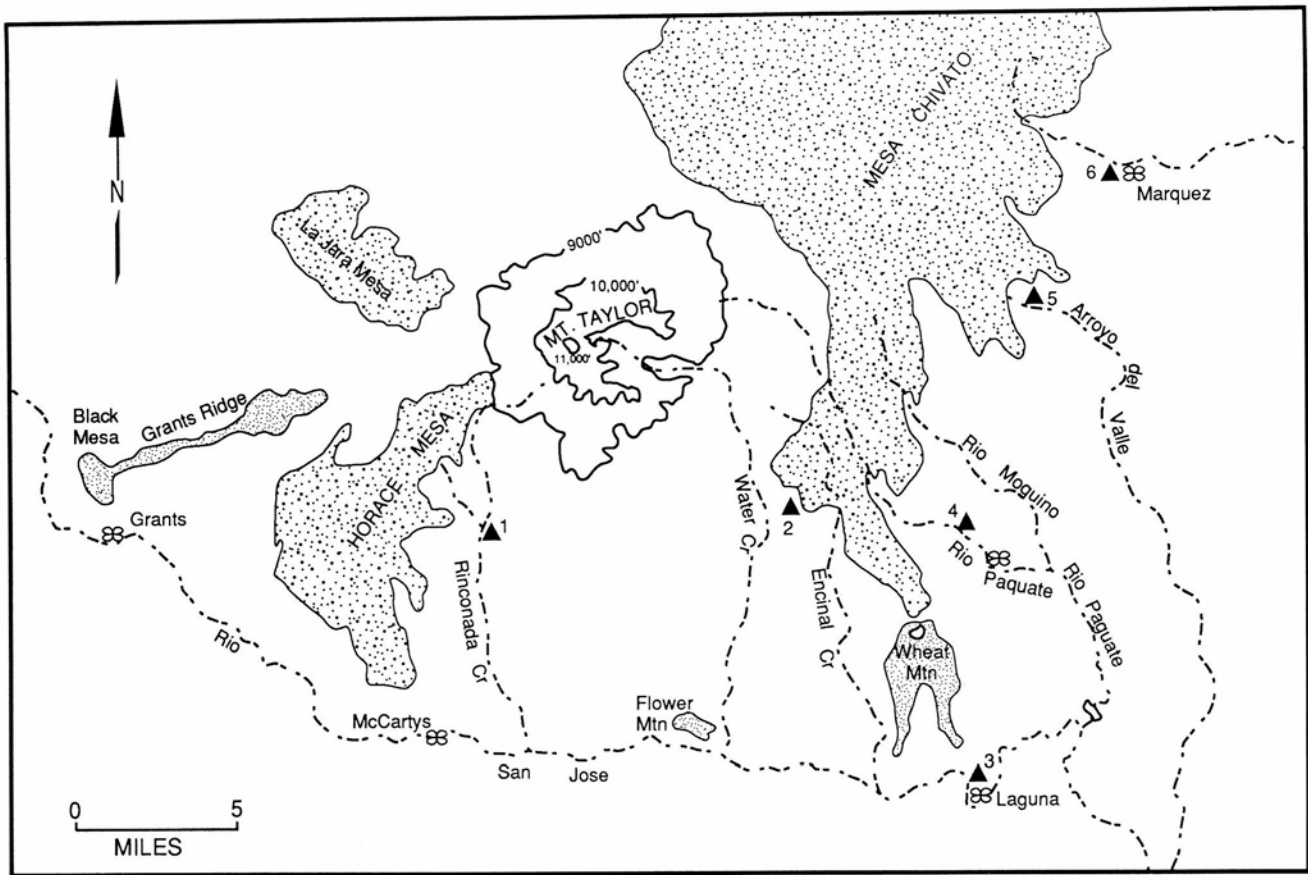 MESA CHIVATO
N
6
Marquez
La Jara Mesa
9000'
10,000'
MT. TAYLOR
11,000'
5
Arroyo del Valle
Black
Mesa
Grants Ridge
HORACE MESA
Grants
1
Water Cr
2
Rio Moguino
4
Rio Paquate
Rinconada Cr
Encinal Cr
Rio Paquate
Rio
Wheat
Mtn
Flower
Mtn
McCartys
San Jose
3
Laguna
0 5
MILES